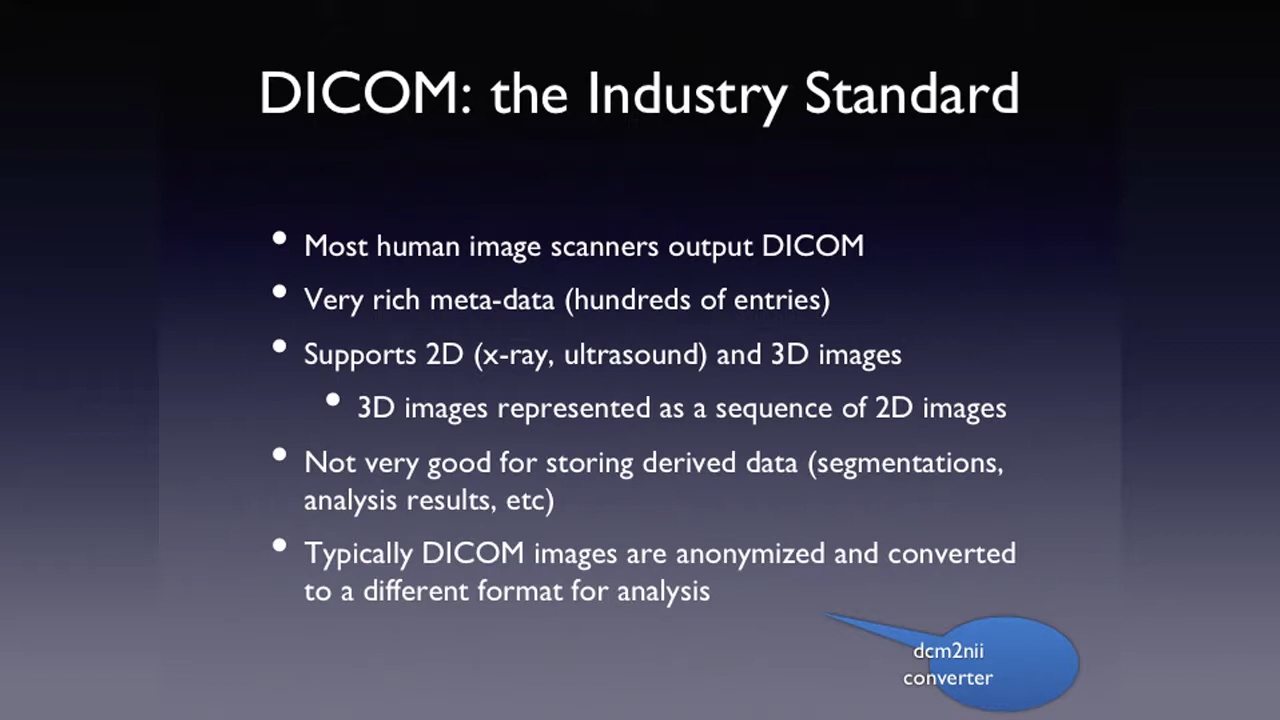 DICOM: the Industry Standard
• Most human image scanners output DICOM
• Very rich meta-data (hundreds of entries)
• Supports 2D (x-ray, ultrasound) and 3D images
• 3D images represented as a sequence of 2D images
• Not very good for storing derived data (segmentations,
analysis results, etc)
• Typically DICOM images are anonymized and converted
to a different format for analysis
dcm2nii
converter